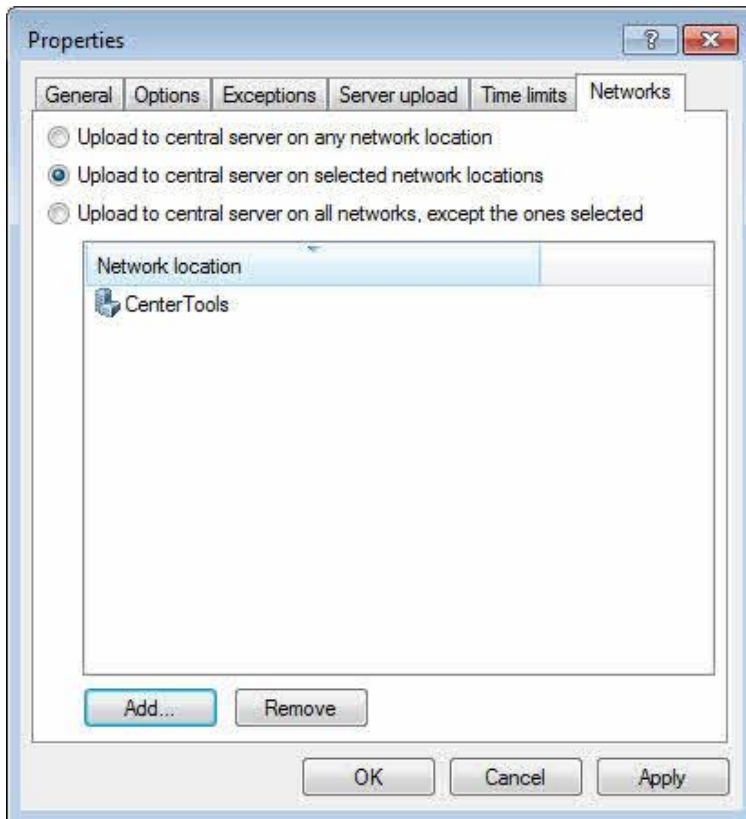 Properties
General Options Exceptions Server upload Time limits Networks
Upload to central server on any network location
Upload to central server on selected network locations
Upload to central server on all networks, except the ones selected
Network location
CenterTools
Add... Remove
OK Cancel Apply